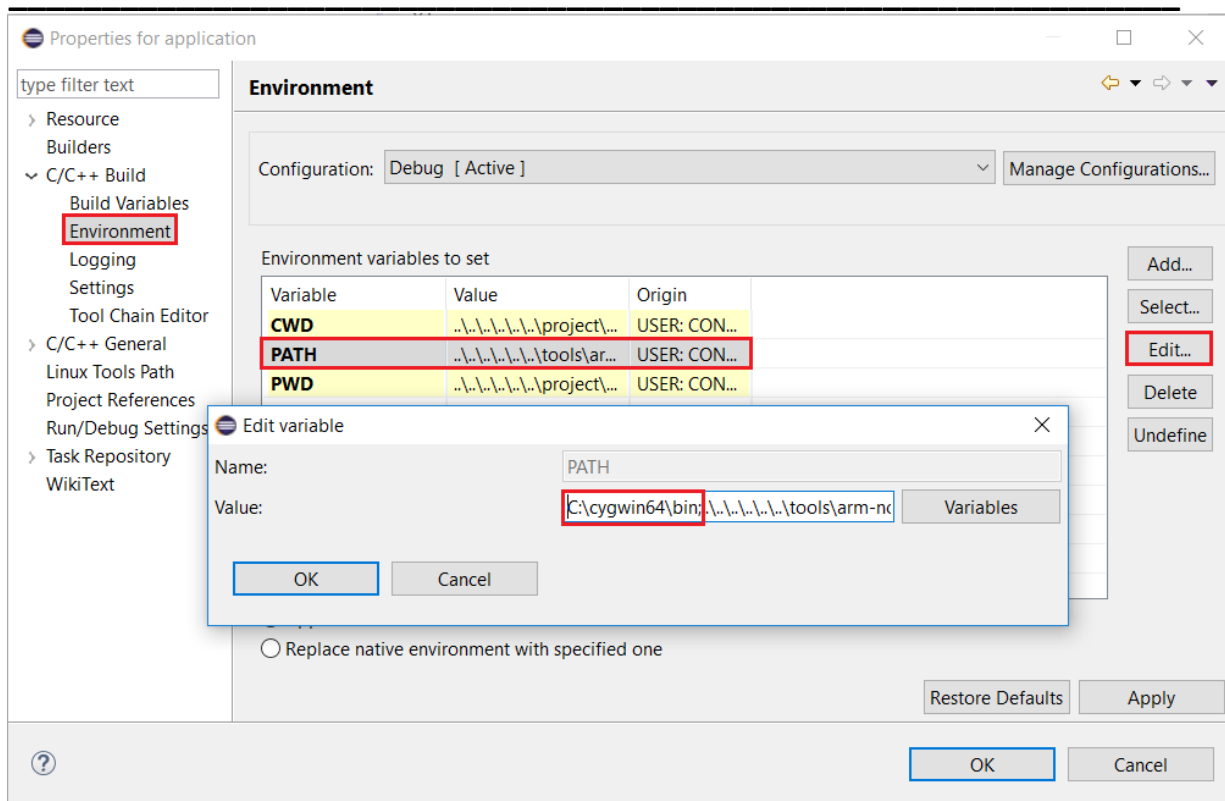 Properties for application
type filter text
Resource
Builders
C/C++ Build
Build Variables
Environment
Logging
Settings
Tool Chain Editor
C/C++ General
Linux Tools Path
Project References
Run/Debug Settings
Task Repository
WikiText
Environment
Configuration: Debug [ Active ] Manage Configurations...
Environment variables to set
Variable Value Origin
CWD ..\..\..\..\..\..\project\... USER: CON...
PATH ..\..\..\..\..\..\tools\ar... USER: CON...
PWD ..\..\..\..\..\..\project\... USER: CON...
Add...
Select...
Edit...
Delete
Undefine
Edit variable
Name: PATH
Value: C:\cygwin64\bin;.\..\..\..\..\..\tools\arm-no Variables
OK Cancel
Replace native environment with specified one
Restore Defaults Apply
OK Cancel